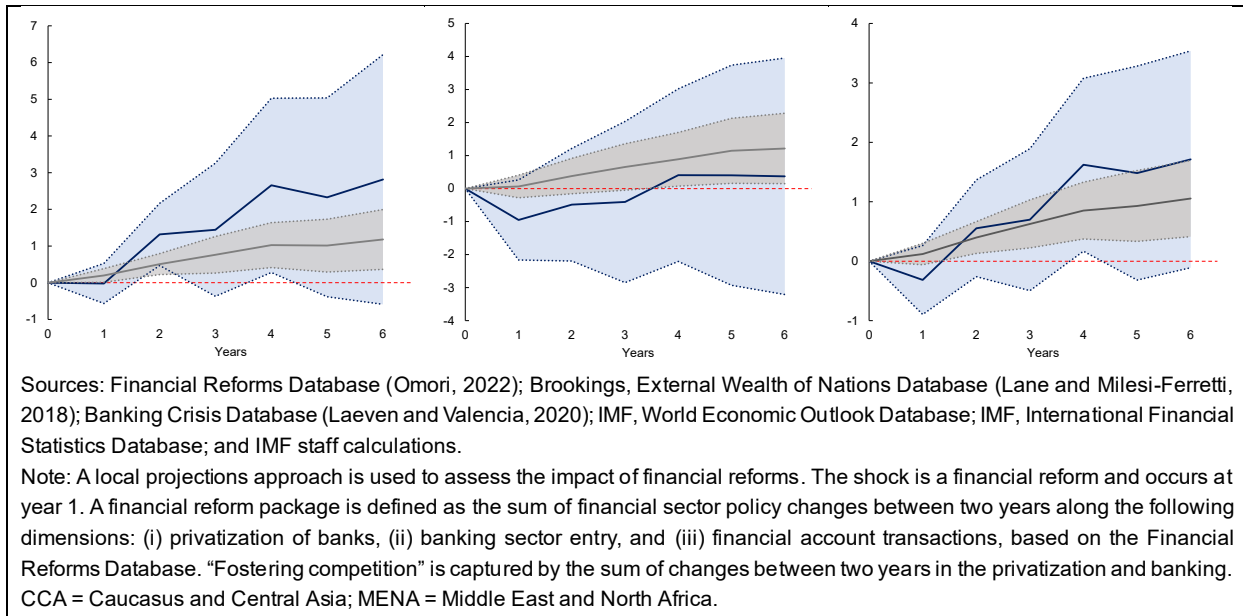 7
6
5
4
3
2
1
0
-1
0 1 2 3 4 5 6
Years
5
4
3
2
1
0
-1
-2
-3
-4
0 1 2 3 4 5 6
Years
4
3
2
1
0
-1
0 1 2 3 4 5 6
Years
Sources: Financial Reforms Database (Omori, 2022); Brookings, External Wealth of Nations Database (Lane and Milesi-Ferretti,
2018); Banking Crisis Database (Laeven and Valencia, 2020); IMF, World Economic Outlook Database; IMF, International Financial
Statistics Database; and IMF staff calculations.
Note: A local projections approach is used to assess the impact of financial reforms. The shock is a financial reform and occurs at
year 1. A financial reform package is defined as the sum of financial sector policy changes between two years along the following
dimensions: (i) privatization of banks, (ii) banking sector entry, and (iii) financial account transactions, based on the Financial
Reforms Database. “Fostering competition” is captured by the sum of changes between two years in the privatization and banking.
CCA = Caucasus and Central Asia; MENA = Middle East and North Africa.